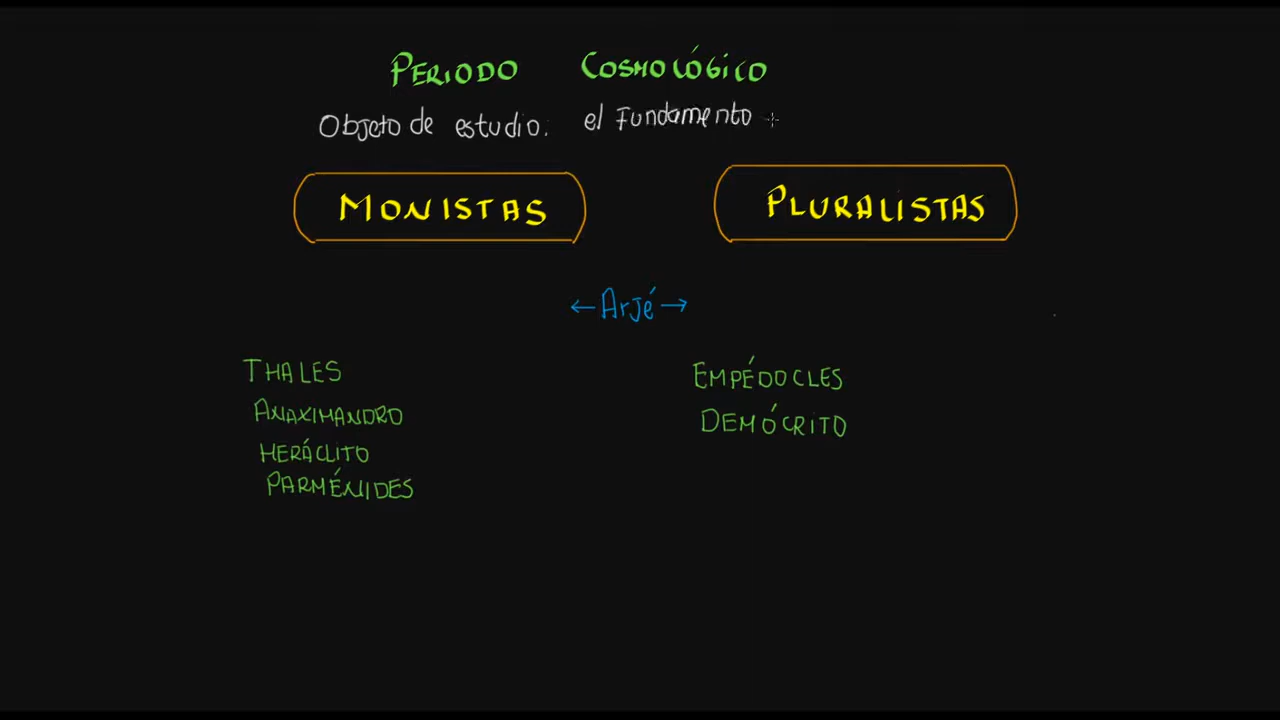 PERIODO COSMOLÓGICO
Objeto de estudio: el Fundamento
MONISTAS
PLURALISTAS
← Arjé →
THALES
ANAXIMANDRO
HERÁCLITO
PARMÉNIDES
EMPÉDOCLES
DEMÓCRITO